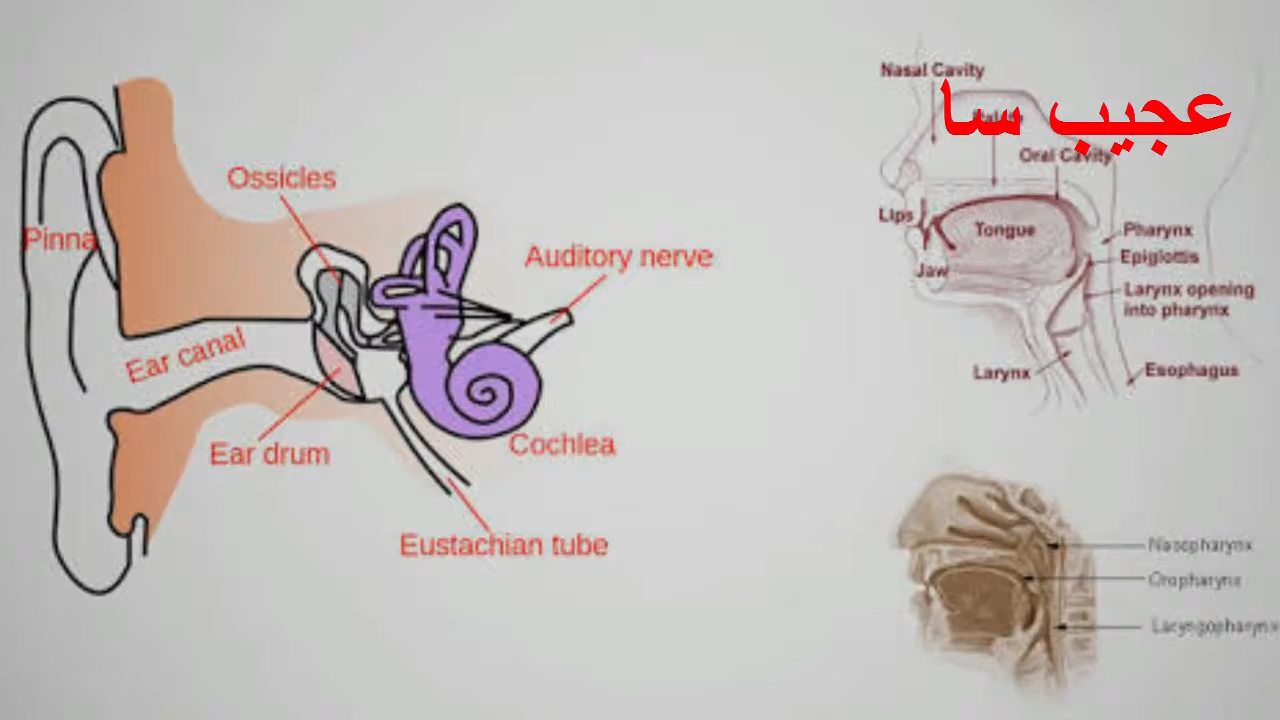 Pinna
Ossicles
Ear canal
Ear drum
Auditory nerve
Cochlea
Eustachian tube
Nasal Cavity
عجیب سا
Oral Cavity
Lips
Tongue
Jaw
Pharynx
Epiglottis
Larynx opening
into pharynx
Larynx
Esophagus
Nasopharynx
Oropharynx
Laryngopharynx